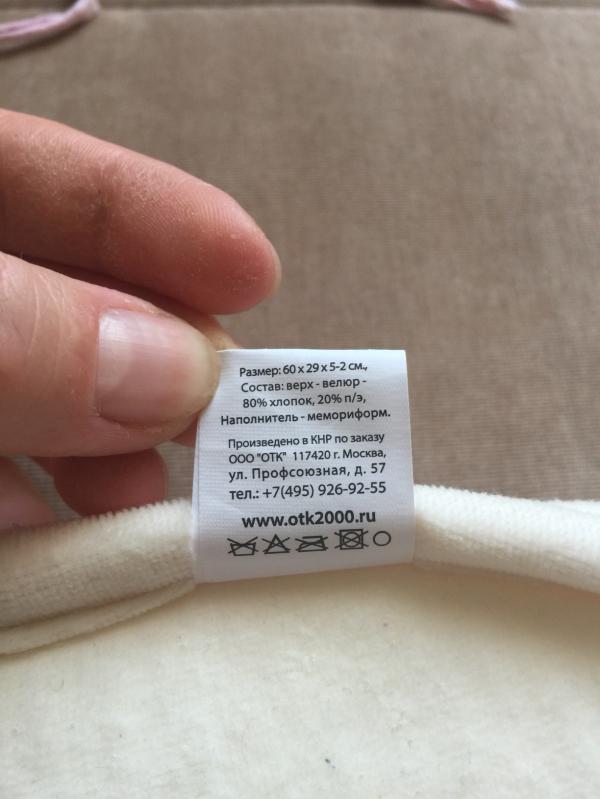 Размер: 60 х 29 х 5-2 см.,
Состав: верх - велюр -
80% хлопок, 20% п/э,
Наполнитель - мемориформ.
Произведено в КНР по заказу
ООО "ОТК" 117420 г. Москва,
ул. Профсоюзная, д. 57
тел.: +7(495) 926-92-55
www.otk2000.ru